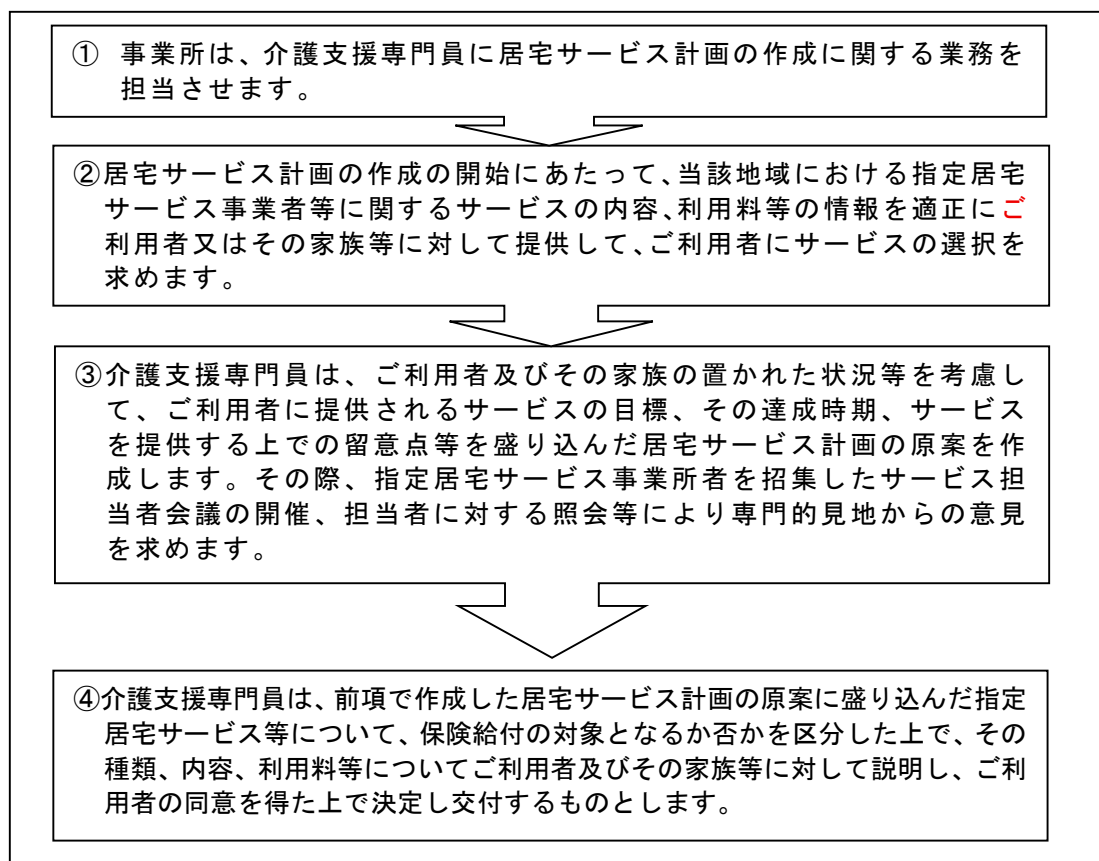 ① 事業所は、介護支援専門員に居宅サービス計画の作成に関する業務を
担当させます。
②居宅サービス計画の作成の開始にあたって、当該地域における指定居宅
サービス事業者等に関するサービスの内容、利用料等の情報を適正にご
利用者又はその家族等に対して提供して、ご利用者にサービスの選択を
求めます。
③介護支援専門員は、ご利用者及びその家族の置かれた状況等を考慮し
て、ご利用者に提供されるサービスの目標、その達成時期、サービス
を提供する上での留意点等を盛り込んだ居宅サービス計画の原案を作
成します。その際、指定居宅サービス事業所者を招集したサービス担
当者会議の開催、担当者に対する照会等により専門的見地からの意見
を求めます。
④介護支援専門員は、前項で作成した居宅サービス計画の原案に盛り込んだ指定
居宅サービス等について、保険給付の対象となるか否かを区分した上で、その
種類、内容、利用料等についてご利用者及びその家族等に対して説明し、ご利
用者の同意を得た上で決定し交付するものとします。